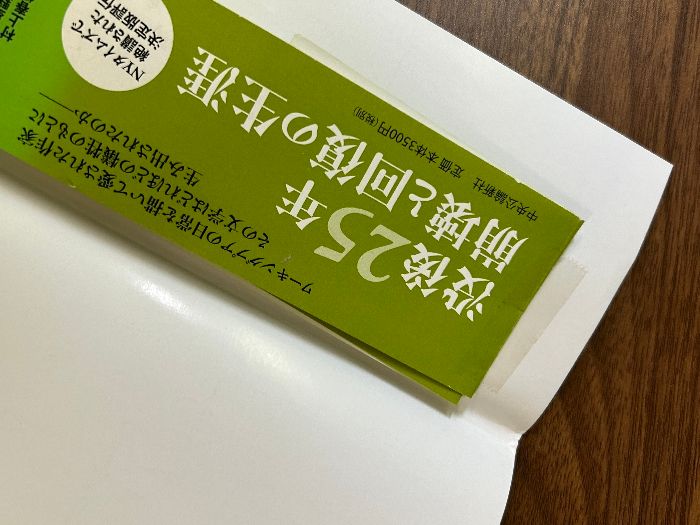 ワーキングプアの日常を描いて愛された作家
その文学はどれほどの犠牲のもとに
生み出されたのか——
没後25年
崩壊と回復の生涯
中央公論新社 定価 本体3500円(税別)
NYタイムズで
絶讃された
決定版評伝
村上春